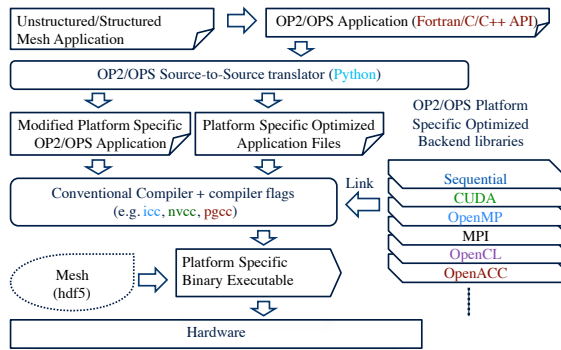 Unstructured/Structured
Mesh Application
OP2/OPS Application (Fortran/C/C++ API)
OP2/OPS Source-to-Source translator (Python)
Modified Platform Specific
OP2/OPS Application
Platform Specific Optimized
Application Files
OP2/OPS Platform
Specific Optimized
Backend libraries
Conventional Compiler + compiler flags
(e.g. icc, nvcc, pgcc)
Link
Sequential
CUDA
OpenMP
MPI
OpenCL
OpenACC
Mesh
(hdf5)
Platform Specific
Binary Executable
Hardware